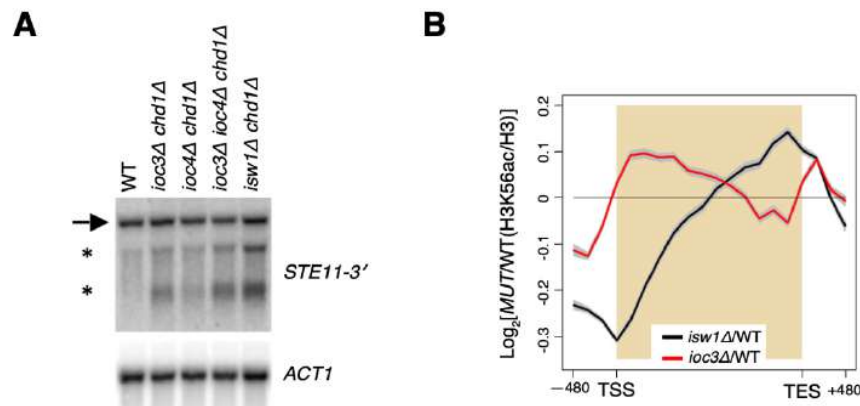 A
WT
ioc3Δ chd1Δ
ioc4Δ chd1Δ
ioc3Δ ioc4Δ chd1Δ
isw1Δ chd1Δ
*
*
STE11-3′
ACT1
B
Log₂[MUT/WT(H3K56ac/H3)]
0.2
0.1
0
-0.1
-0.2
-0.3
isw1Δ/WT
ioc3Δ/WT
−480 TSS TES +480